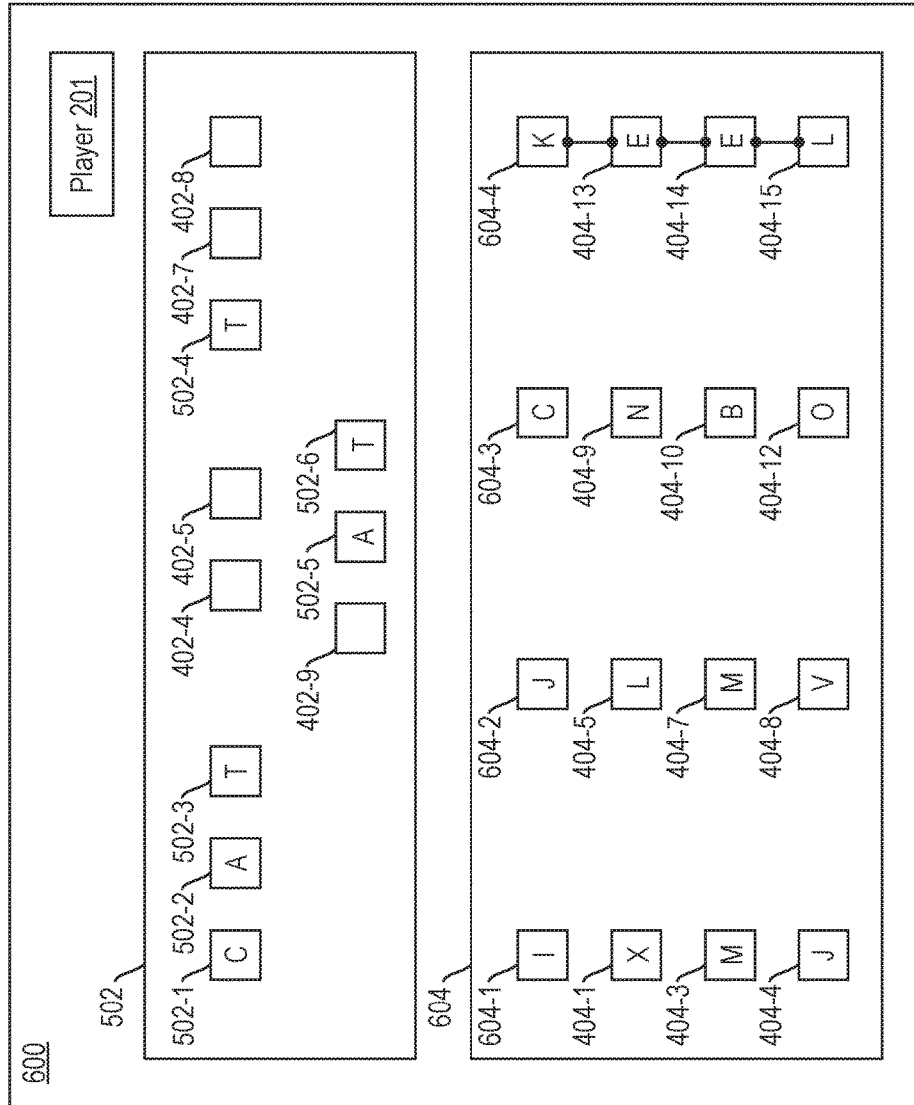 600
Player 201
502
502-1 502-2 502-3 402-4 402-5 502-4 402-7 402-8
C A T T
402-9 502-5 502-6
A T
604
604-1 I 604-2 J 604-3 C 604-4 K
404-1 X 404-5 L 404-9 N 404-13 E
404-3 M 404-7 M 404-10 B 404-14 E
404-4 J 404-8 V 404-12 O 404-15 L